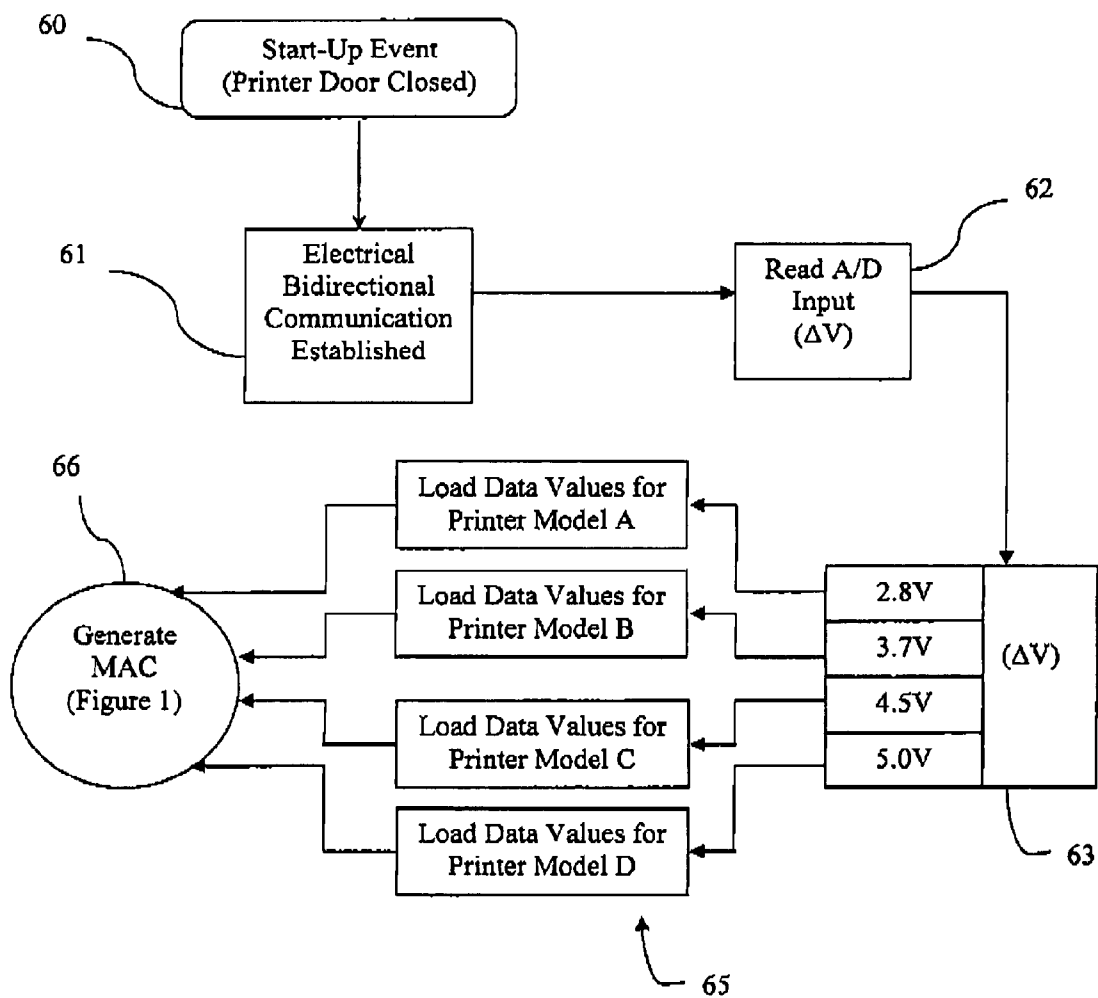 60
Start-Up Event
(Printer Door Closed)
62
61
Electrical
Bidirectional
Communication
Established
Read A/D
Input
(ΔV)
66
Load Data Values for
Printer Model A
Load Data Values for
Printer Model B
Generate
MAC
(Figure 1)
Load Data Values for
Printer Model C
Load Data Values for
Printer Model D
2.8V
3.7V
4.5V
5.0V
(ΔV)
63
65